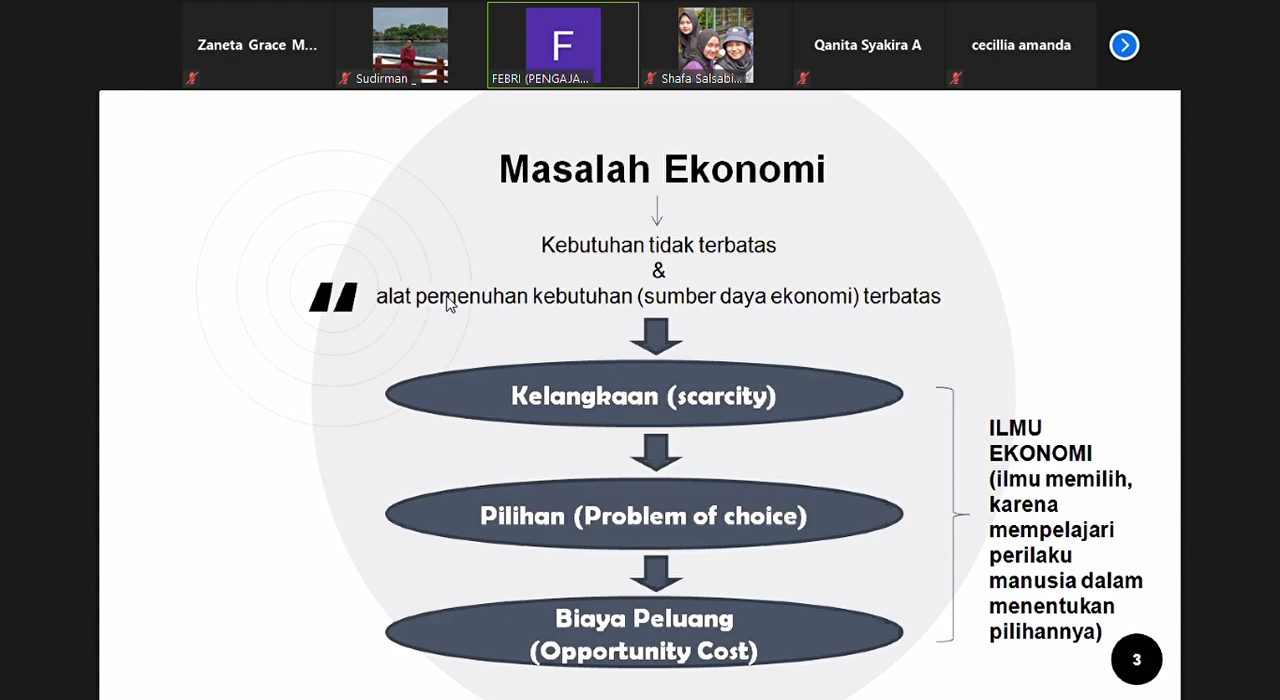 Zaneta Grace M...
Sudirman _
F
FEBRI (PENGAJA...
Shafa Salsabi...
Qanita Syakira A
cecillia amanda
Masalah Ekonomi
Kebutuhan tidak terbatas
&
alat pemenuhan kebutuhan (sumber daya ekonomi) terbatas
Kelangkaan (scarcity)
Pilihan (Problem of choice)
Biaya Peluang
(Opportunity Cost)
ILMU
EKONOMI
(ilmu memilih,
karena
mempelajari
perilaku
manusia dalam
menentukan
pilihannya)
3